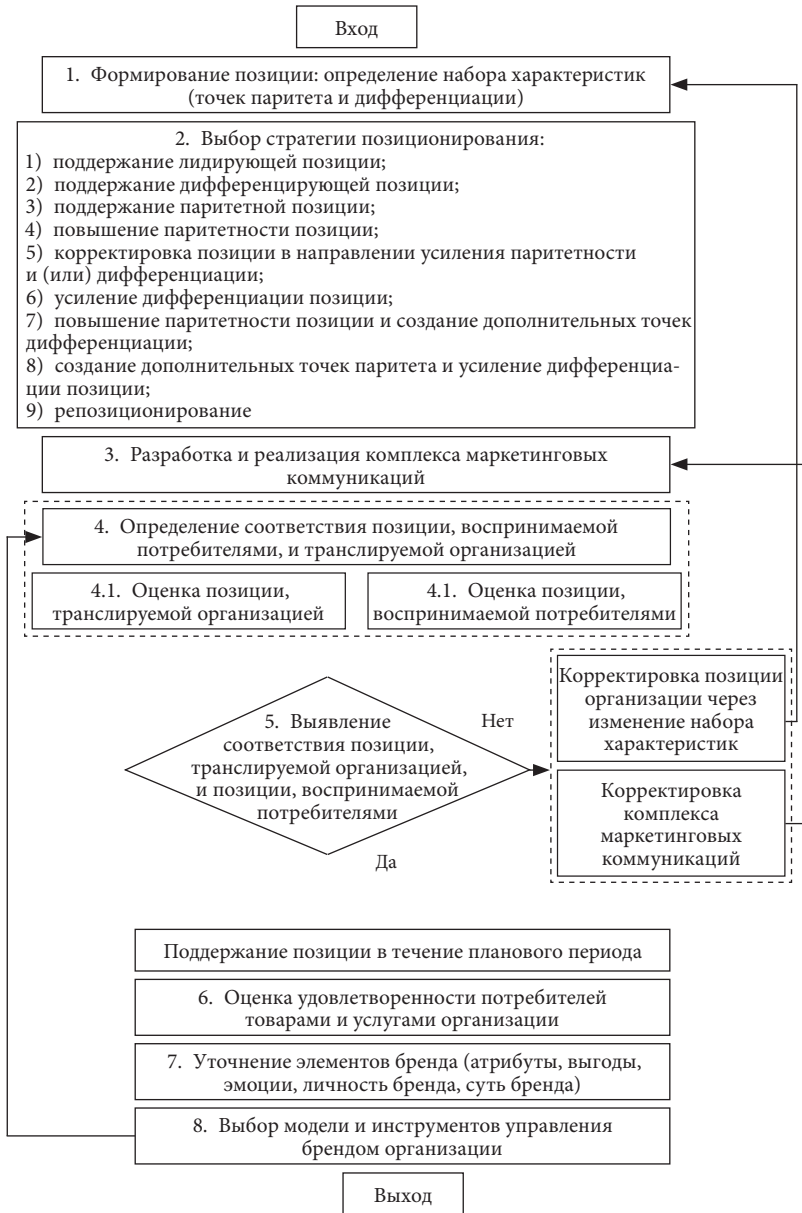 Вход
1. Формирование позиции: определение набора характеристик
(точек паритета и дифференциации)
2. Выбор стратегии позиционирования:
1) поддержание лидирующей позиции;
2) поддержание дифференцирующей позиции;
3) поддержание паритетной позиции;
4) повышение паритетности позиции;
5) корректировка позиции в направлении усиления паритетности
и (или) дифференциации;
6) усиление дифференциации позиции;
7) повышение паритетности позиции и создание дополнительных точек
дифференциации;
8) создание дополнительных точек паритета и усиление дифференциа-
ции позиции;
9) репозиционирование
3. Разработка и реализация комплекса маркетинговых
коммуникаций
4. Определение соответствия позиции, воспринимаемой
потребителями, и транслируемой организацией
4.1. Оценка позиции,
транслируемой организацией
4.1. Оценка позиции,
воспринимаемой потребителями
5. Выявление
соответствия позиции,
транслируемой организацией,
и позиции, воспринимаемой
потребителями
Нет
Да
Корректировка позиции
организации через
изменение набора
характеристик
Корректировка
комплекса
маркетинговых
коммуникаций
Поддержание позиции в течение планового периода
6. Оценка удовлетворенности потребителей
товарами и услугами организации
7. Уточнение элементов бренда (атрибуты, выгоды,
эмоции, личность бренда, суть бренда)
8. Выбор модели и инструментов управления
брендом организации
Выход